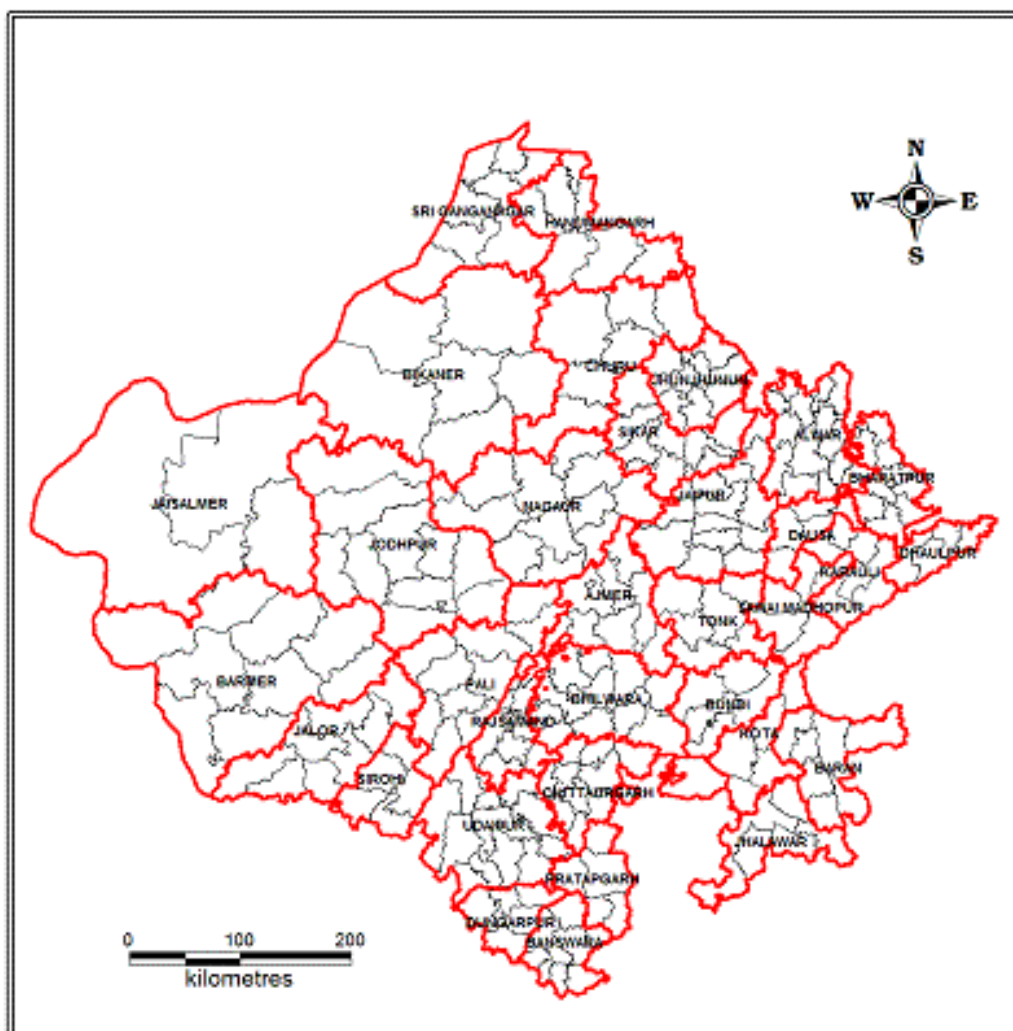 N
W E
S
SRI GANGANAGAR
HANUMANGARH
BIKANER
CHURU
JHUNJHUNUN
SIKAR
ALWAR
BHARATPUR
JAISALMER
NAGAUR
JAIPUR
JODHPUR
DAUSA
DHAULPUR
KARAULI
AJMER
SAWAI MADHOPUR
TONK
BARMER
PALI
BHILWARA
BUNDI
RAJSAMAND
JALOR
KOTA
BARAN
SIROHI
CHITTAURGARH
UDAIPUR
JHALAWAR
PRATAPGARH
DUNGARPUR
BANSWARA
0 100 200
kilometres